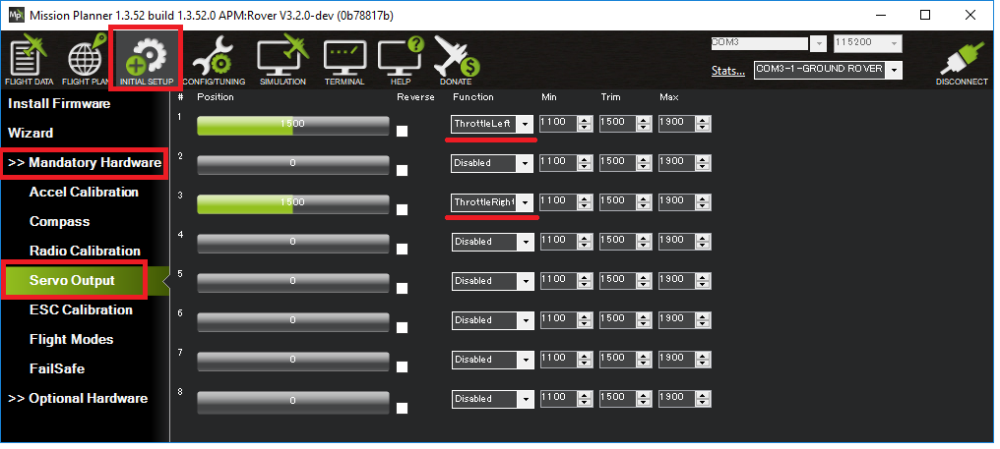 Mission Planner 1.3.52 build 1.3.52.0 APM:Rover V3.2.0-dev (0b78817b)
COM3 115200
Stats... COM3-1-GROUND ROVER
FLIGHT DATA FLIGHT PLAN INITIAL SETUP CONFIG/TUNING SIMULATION TERMINAL HELP DONATE DISCONNECT
Install Firmware
Wizard
>> Mandatory Hardware
Accel Calibration
Compass
Radio Calibration
Servo Output
ESC Calibration
Flight Modes
FailSafe
>> Optional Hardware
# Position Reverse Function Min Trim Max
1 1500 ThrottleLeft 1100 1500 1900
2 0 Disabled 1100 1500 1900
3 1500 ThrottleRight 1100 1500 1900
4 0 Disabled 1100 1500 1900
5 0 Disabled 1100 1500 1900
6 0 Disabled 1100 1500 1900
7 0 Disabled 1100 1500 1900
8 0 Disabled 1100 1500 1900